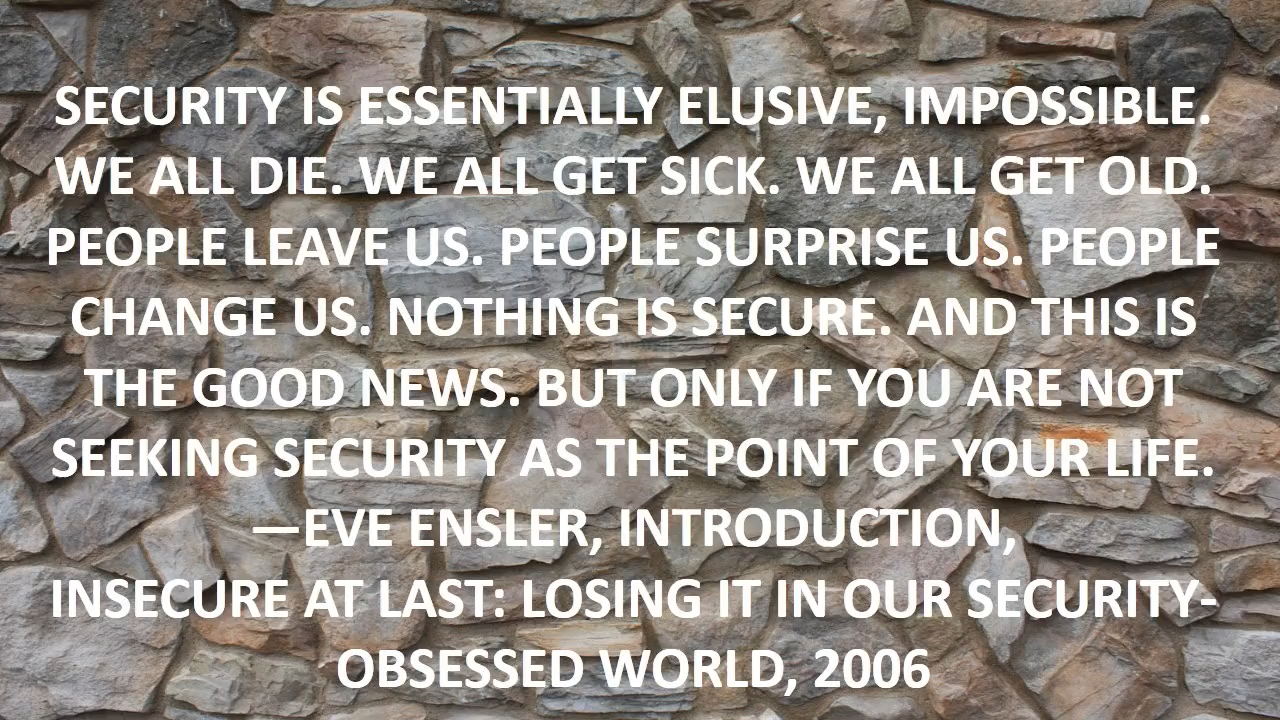 SECURITY IS ESSENTIALLY ELUSIVE, IMPOSSIBLE.
WE ALL DIE. WE ALL GET SICK. WE ALL GET OLD.
PEOPLE LEAVE US. PEOPLE SURPRISE US. PEOPLE
CHANGE US. NOTHING IS SECURE. AND THIS IS
THE GOOD NEWS. BUT ONLY IF YOU ARE NOT
SEEKING SECURITY AS THE POINT OF YOUR LIFE.
—EVE ENSLER, INTRODUCTION,
INSECURE AT LAST: LOSING IT IN OUR SECURITY-
OBSESSED WORLD, 2006